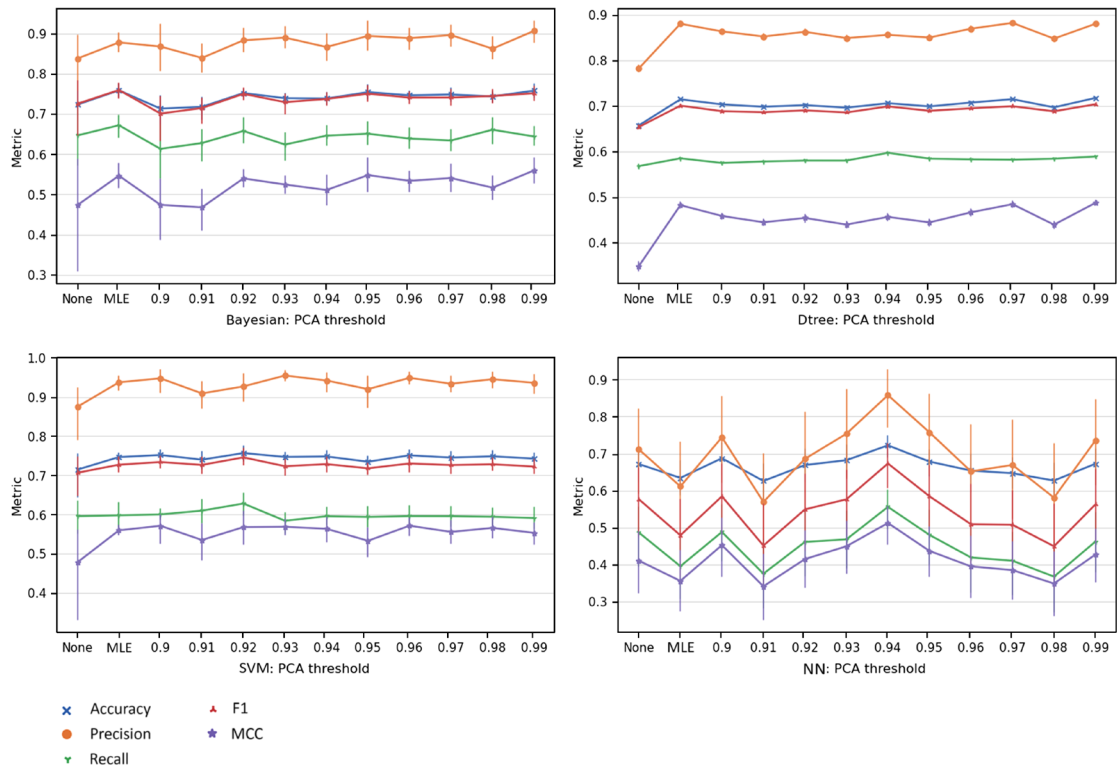 0.9
0.8
0.7
0.6
0.5
0.4
0.3
Metric
None MLE 0.9 0.91 0.92 0.93 0.94 0.95 0.96 0.97 0.98 0.99
Bayesian: PCA threshold
0.9
0.8
0.7
0.6
0.5
0.4
Metric
None MLE 0.9 0.91 0.92 0.93 0.94 0.95 0.96 0.97 0.98 0.99
Dtree: PCA threshold
1.0
0.9
0.8
0.7
0.6
0.5
0.4
Metric
None MLE 0.9 0.91 0.92 0.93 0.94 0.95 0.96 0.97 0.98 0.99
SVM: PCA threshold
0.9
0.8
0.7
0.6
0.5
0.4
0.3
Metric
None MLE 0.9 0.91 0.92 0.93 0.94 0.95 0.96 0.97 0.98 0.99
NN: PCA threshold
Accuracy F1
Precision MCC
Recall